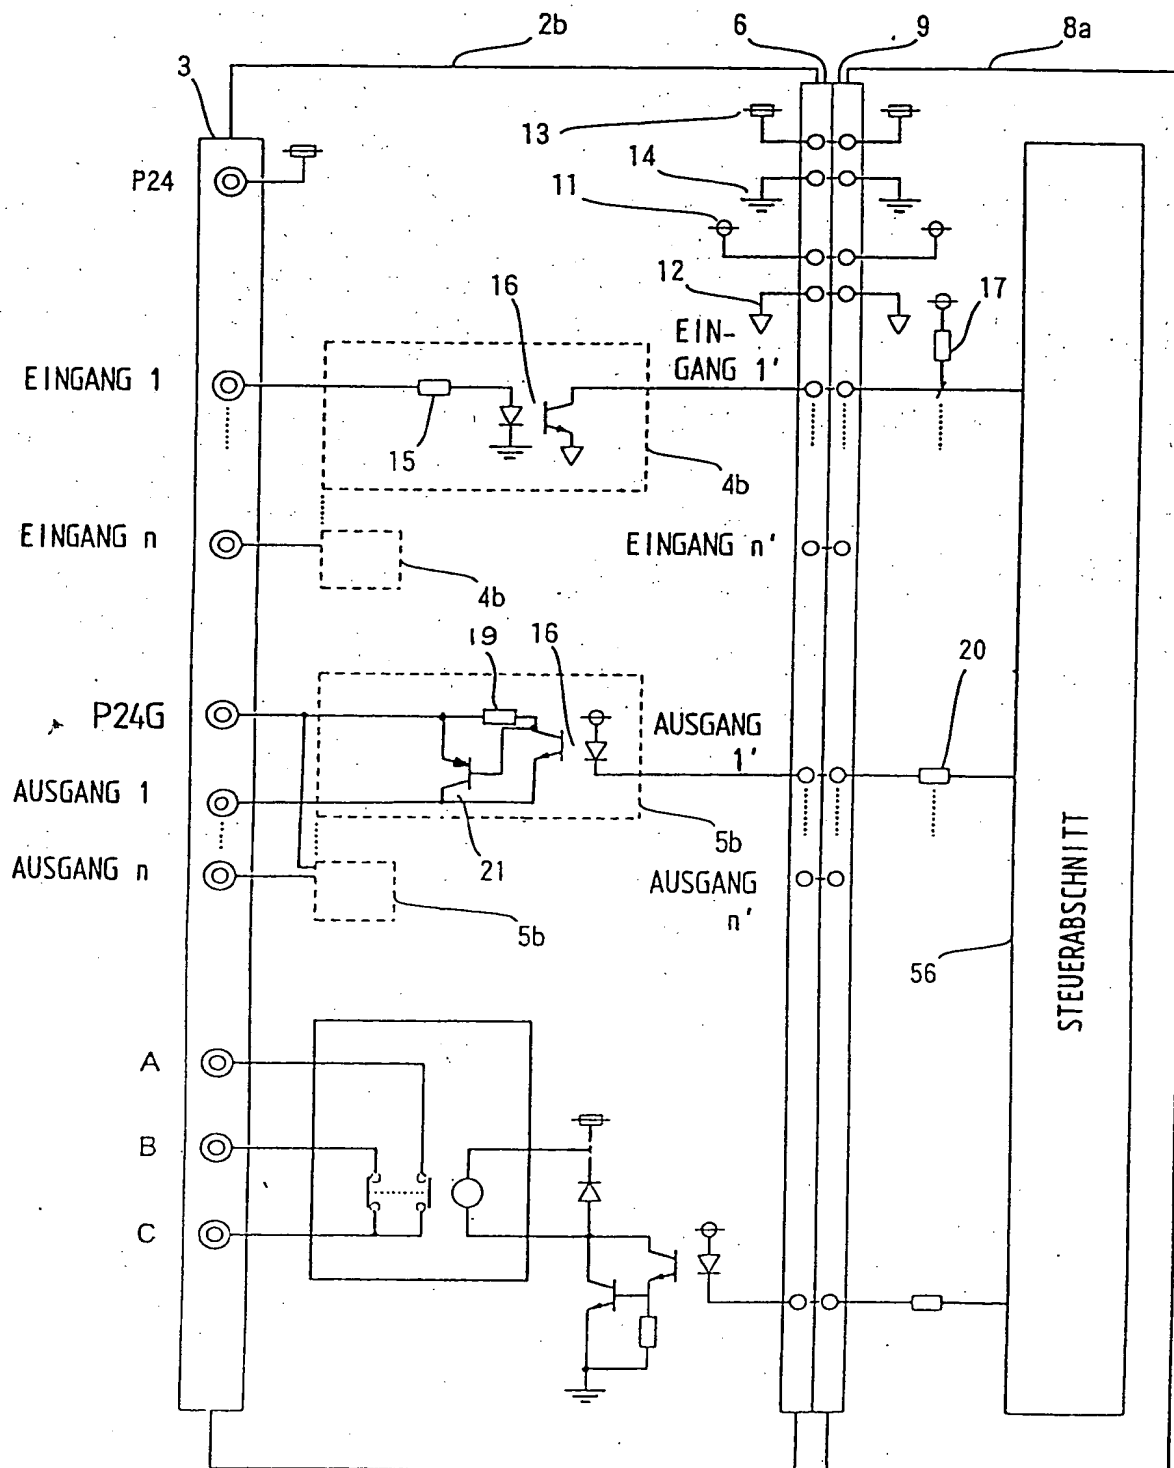 2b
6
9
8a
3
13
P24
14
11
12
16
17
EIN-
GANG 1'
EINGANG 1
15
4b
EINGANG n
EINGANG n'
4b
19
16
20
P24G
AUSGANG
1'
AUSGANG 1
5b
21
AUSGANG n
AUSGANG
n'
5b
56
STEUERABSCHNITT
A
B
C